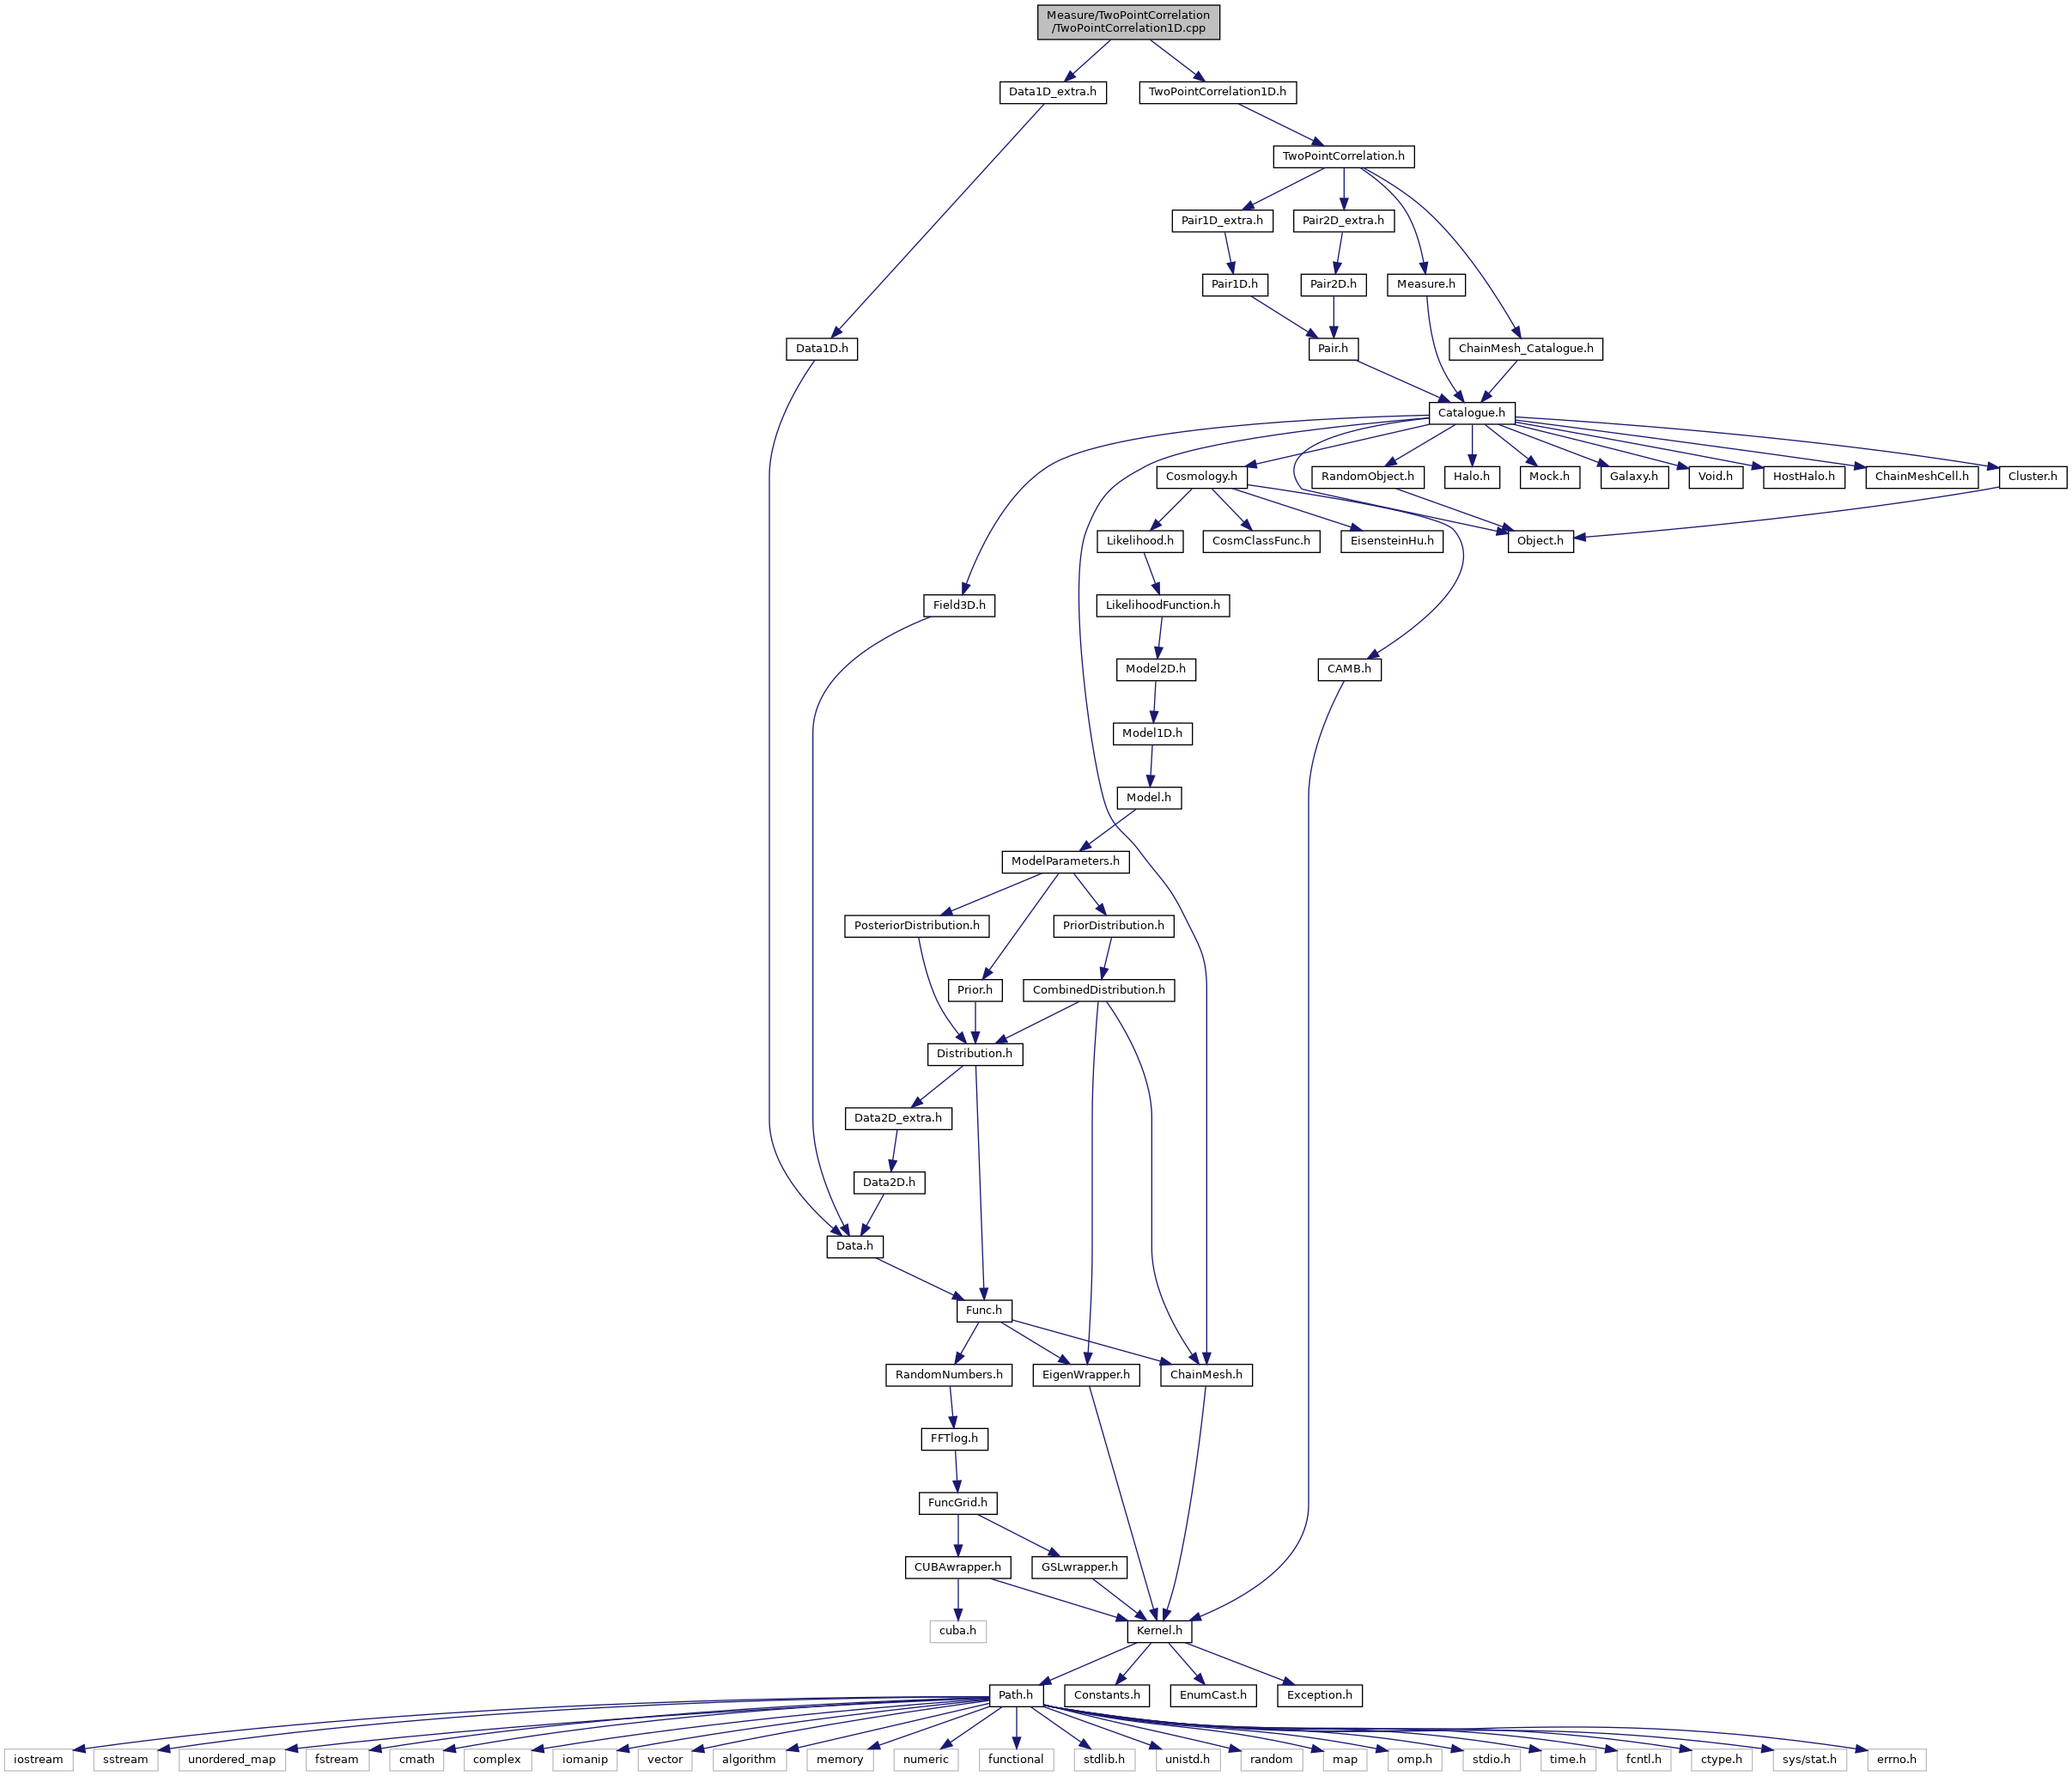 Measure/TwoPointCorrelation
/TwoPointCorrelation1D.cpp
Data1D_extra.h
TwoPointCorrelation1D.h
TwoPointCorrelation.h
Pair1D_extra.h
Pair2D_extra.h
Pair1D.h
Pair2D.h
Measure.h
Data1D.h
Pair.h
ChainMesh_Catalogue.h
Catalogue.h
Cosmology.h
RandomObject.h
Halo.h
Mock.h
Galaxy.h
Void.h
HostHalo.h
ChainMeshCell.h
Cluster.h
Likelihood.h
CosmClassFunc.h
EisensteinHu.h
Object.h
Field3D.h
LikelihoodFunction.h
Model2D.h
CAMB.h
Model1D.h
Model.h
ModelParameters.h
PosteriorDistribution.h
PriorDistribution.h
Prior.h
CombinedDistribution.h
Distribution.h
Data2D_extra.h
Data2D.h
Data.h
Func.h
RandomNumbers.h
EigenWrapper.h
ChainMesh.h
FFTlog.h
FuncGrid.h
CUBAwrapper.h
GSLwrapper.h
cuba.h
Kernel.h
Path.h
Constants.h
EnumCast.h
Exception.h
iostream
sstream
unordered_map
fstream
cmath
complex
iomanip
vector
algorithm
memory
numeric
functional
stdlib.h
unistd.h
random
map
omp.h
stdio.h
time.h
fcntl.h
ctype.h
sys/stat.h
errno.h